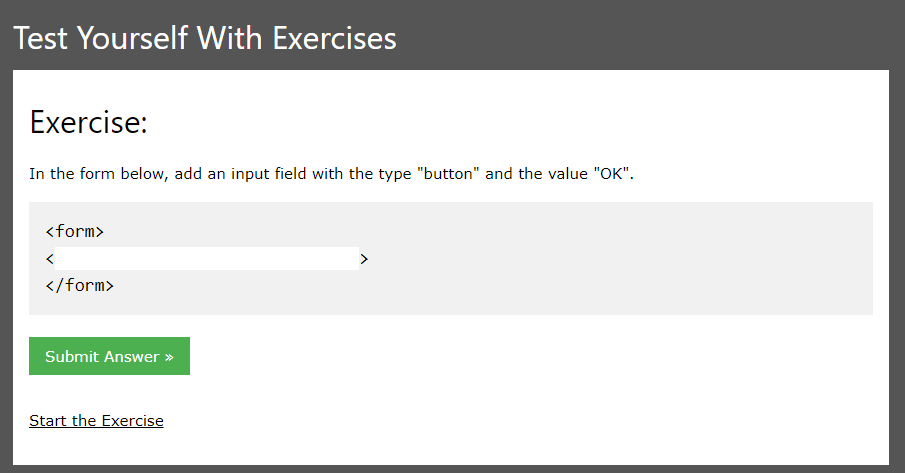 Test Yourself With Exercises
Exercise:
In the form below, add an input field with the type "button" and the value "OK".
<form>
< >
</form>
Submit Answer »
Start the Exercise